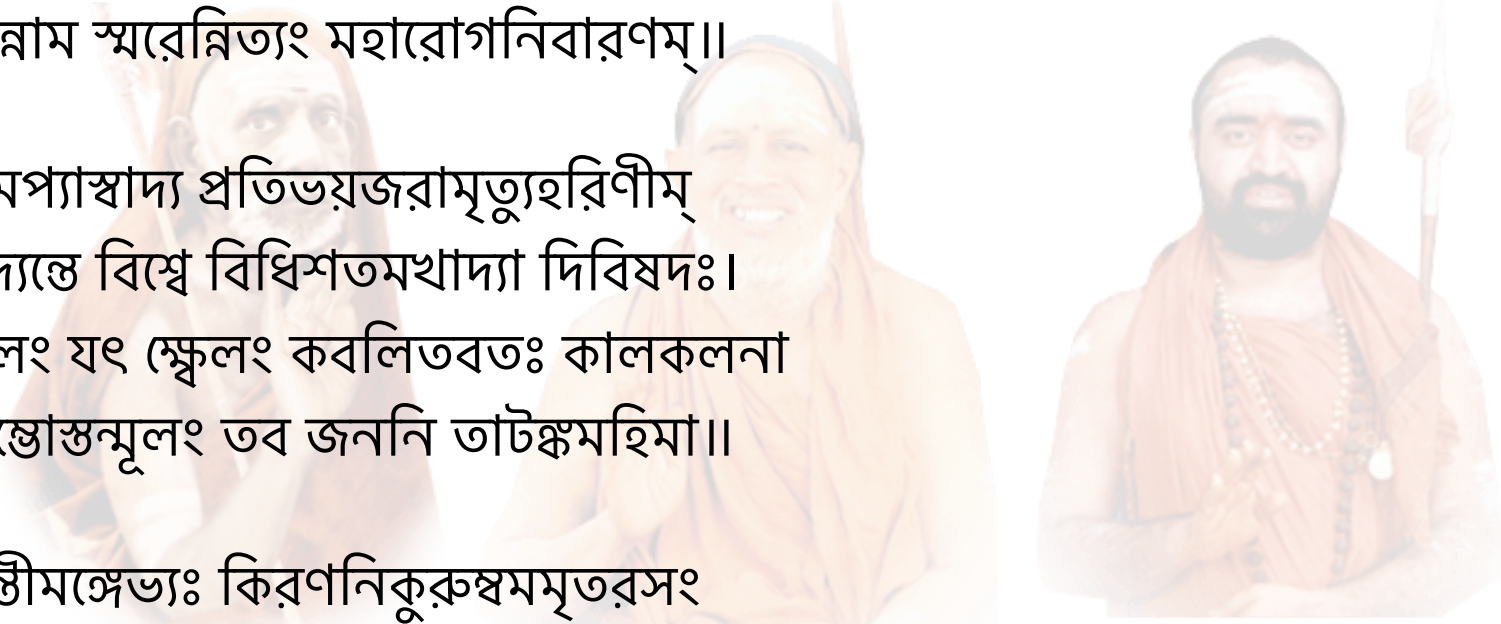 ন্নাম স্মরেন্নিত্যং মহারোগনিবারণম্॥
মপ্যাস্বাদ্য প্রতিভয়জরামৃত্যুহরিণীম্
দ্যন্তে বিশ্বে বিধিশতমখাদ্যা দিবিষদঃ।
লং যৎ ক্ষ্বেলং কবলিতবতঃ কালকলনা
ম্ভোস্তন্মূলং তব জননি তাটঙ্কমহিমা॥
ন্তীমঙ্গেভ্যঃ কিরণনিকুরুম্বমমৃতরসং